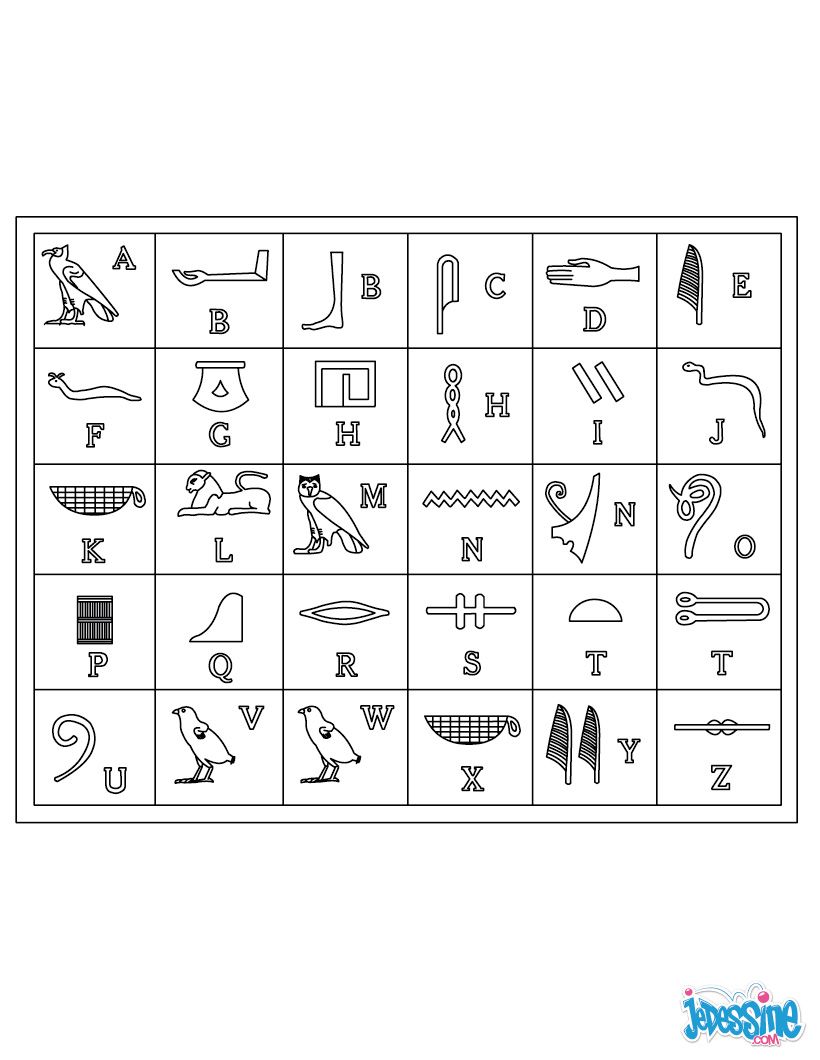 A B B C D E
F G H H I J
K L M N N O
P Q R S T T
U V W X Y Z
JEDESSINE
.COM